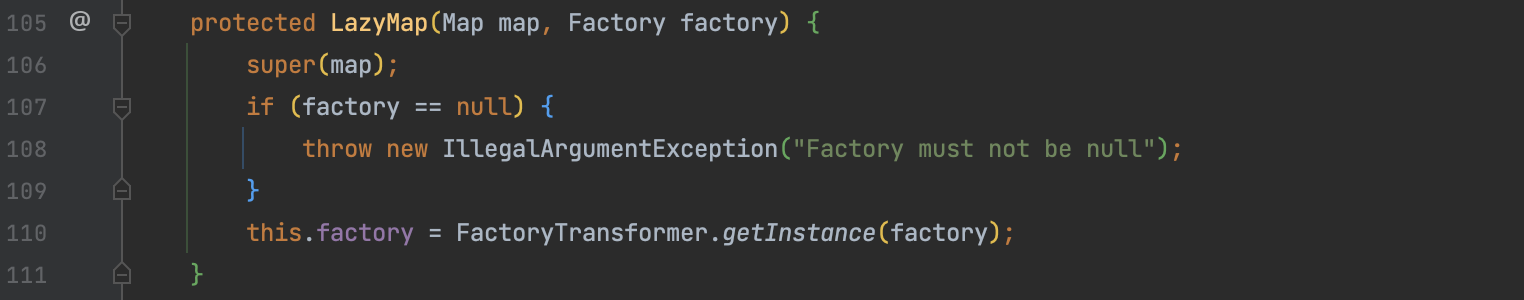 105 @ protected LazyMap(Map map, Factory factory) {
106 super(map);
107 if (factory == null) {
108 throw new IllegalArgumentException("Factory must not be null");
109 }
110 this.factory = FactoryTransformer.getInstance(factory);
111 }